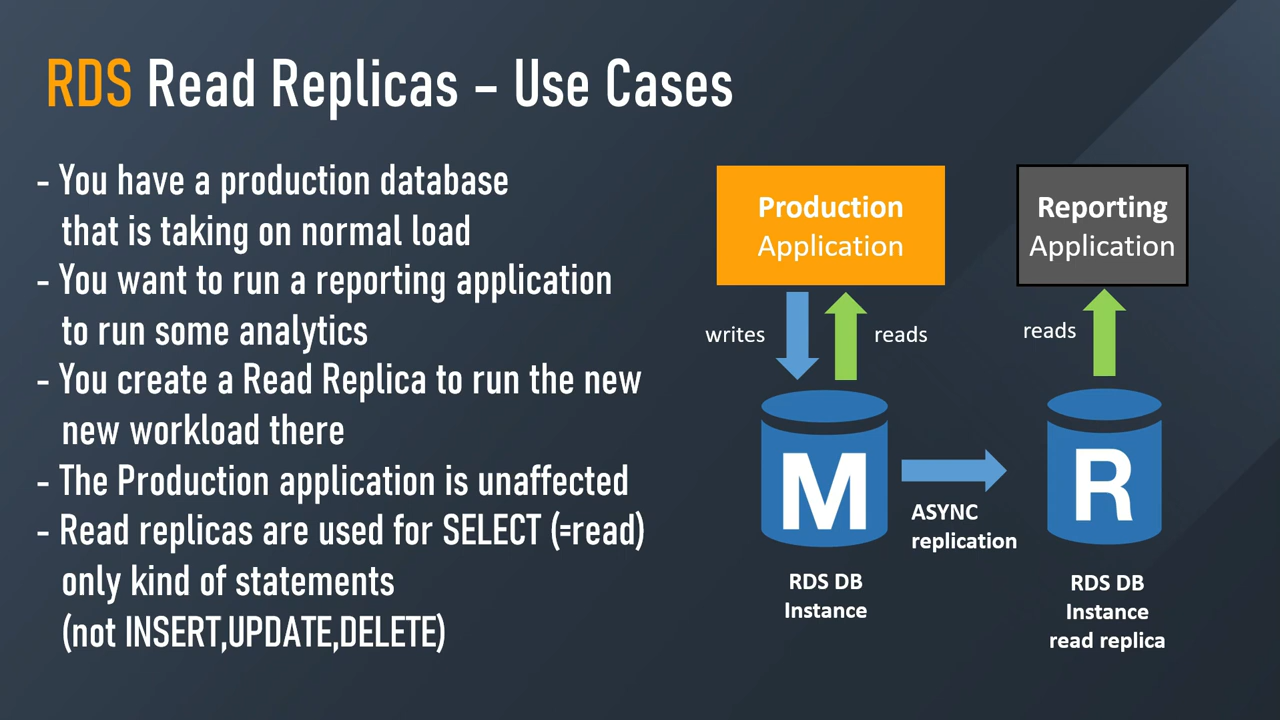 RDS Read Replicas – Use Cases
- You have a production database
that is taking on normal load
- You want to run a reporting application
to run some analytics
- You create a Read Replica to run the new
new workload there
- The Production application is unaffected
- Read replicas are used for SELECT (=read)
only kind of statements
(not INSERT,UPDATE,DELETE)
Production
Application
Reporting
Application
writes
reads
reads
M
R
ASYNC
replication
RDS DB
Instance
RDS DB
Instance
read replica